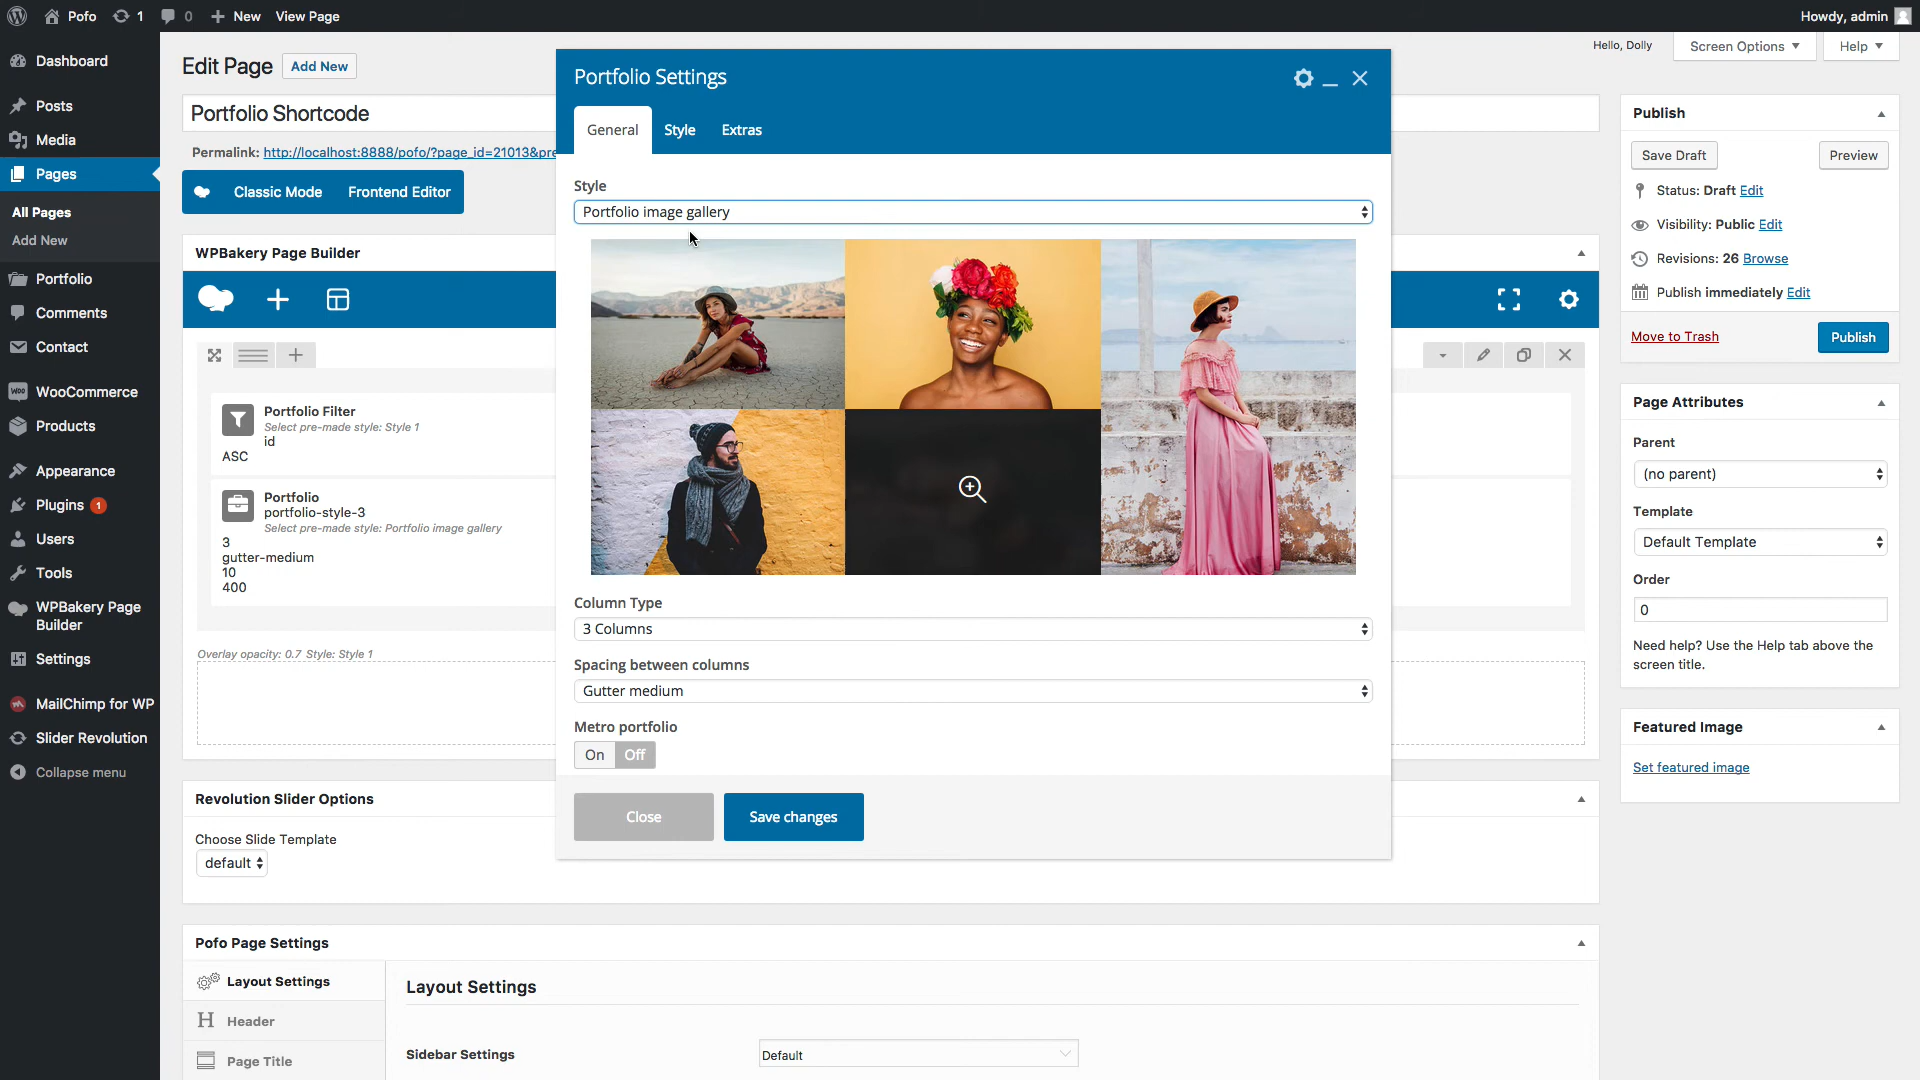 Pofo
1
0
New
View Page
Howdy, admin
Dashboard
Posts
Media
Pages
All Pages
Add New
Portfolio
Comments
Contact
WooCommerce
Products
Appearance
Plugins 1
Users
Tools
WPBakery Page
Builder
Settings
MailChimp for WP
Slider Revolution
Collapse menu
Edit Page
Add New
Hello, Dolly
Screen Options
Help
Portfolio Shortcode
Permalink: http://localhost:8888/pofo/?page_id=21013&pre
Classic Mode
Frontend Editor
WPBakery Page Builder
Portfolio Filter
Select pre-made style: Style 1
id
ASC
Portfolio
portfolio-style-3
Select pre-made style: Portfolio image gallery
3
gutter-medium
10
400
Overlay opacity: 0.7 Style: Style 1
Revolution Slider Options
Choose Slide Template
default
Pofo Page Settings
Layout Settings
Header
Page Title
Layout Settings
Sidebar Settings
Default
Portfolio Settings
General
Style
Extras
Style
Portfolio image gallery
Column Type
3 Columns
Spacing between columns
Gutter medium
Metro portfolio
On
Off
Close
Save changes
Publish
Save Draft
Preview
Status: Draft Edit
Visibility: Public Edit
Revisions: 26 Browse
Publish immediately Edit
Move to Trash
Publish
Page Attributes
Parent
(no parent)
Template
Default Template
Order
0
Need help? Use the Help tab above the
screen title.
Featured Image
Set featured image